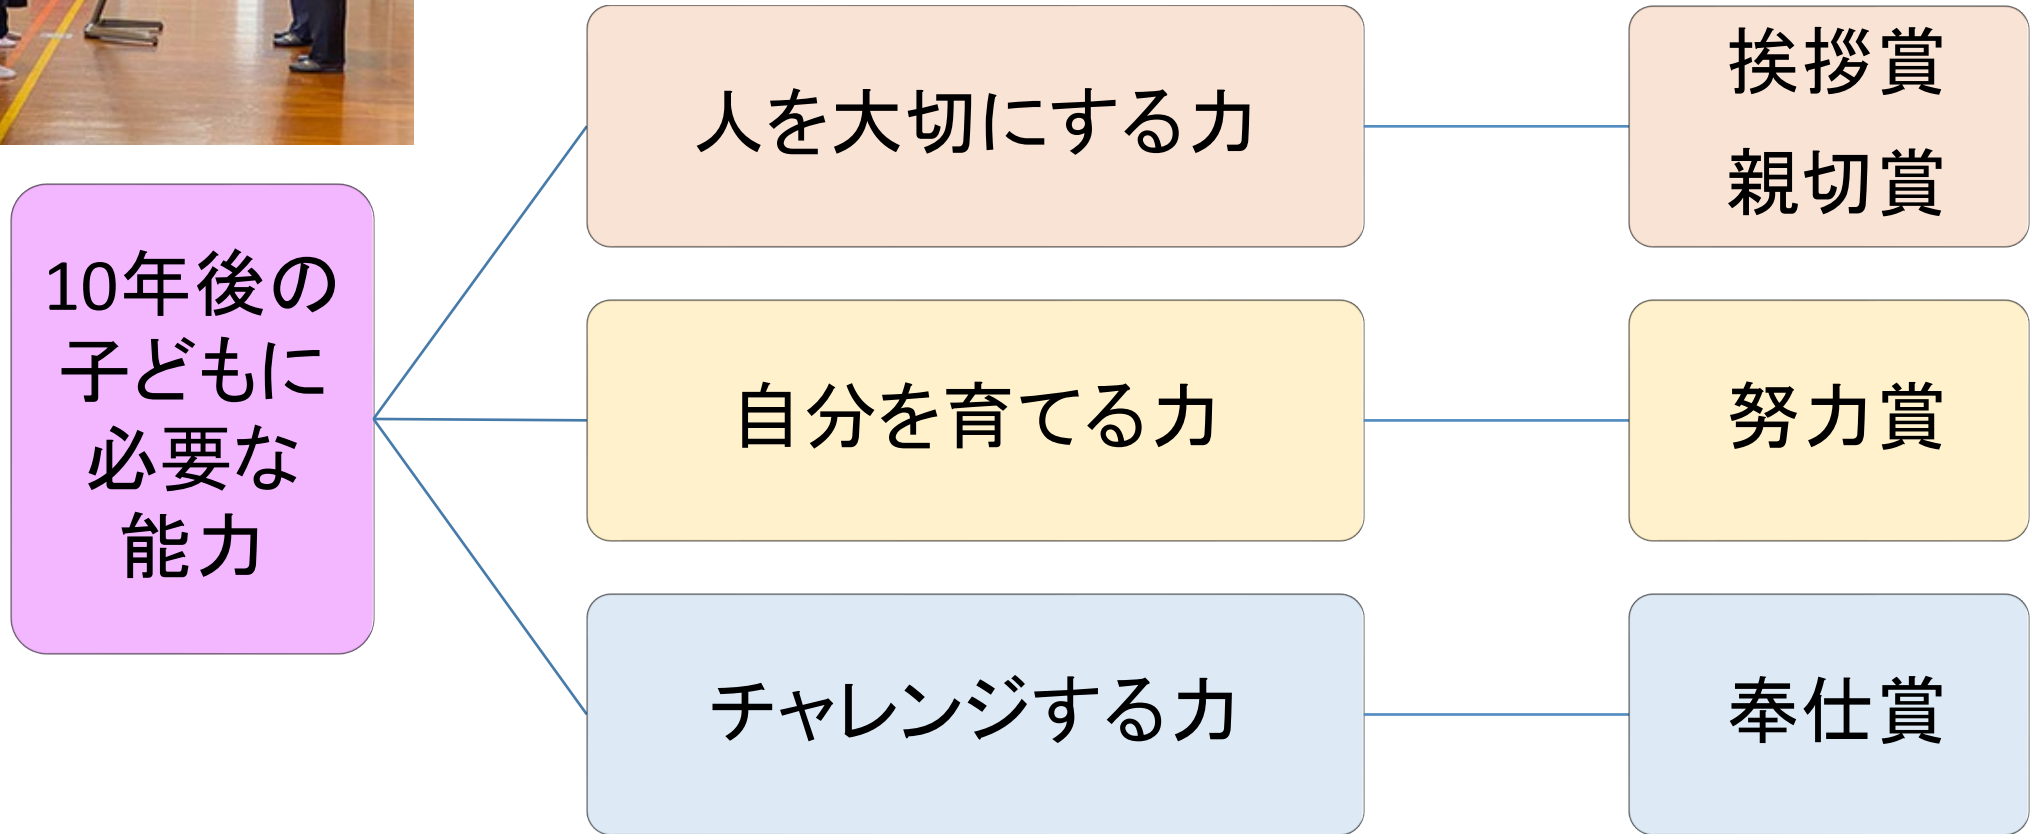 10年後の
子どもに
必要な
能力
人を大切にする力
挨拶賞
親切賞
自分を育てる力
努力賞
チャレンジする力
奉仕賞